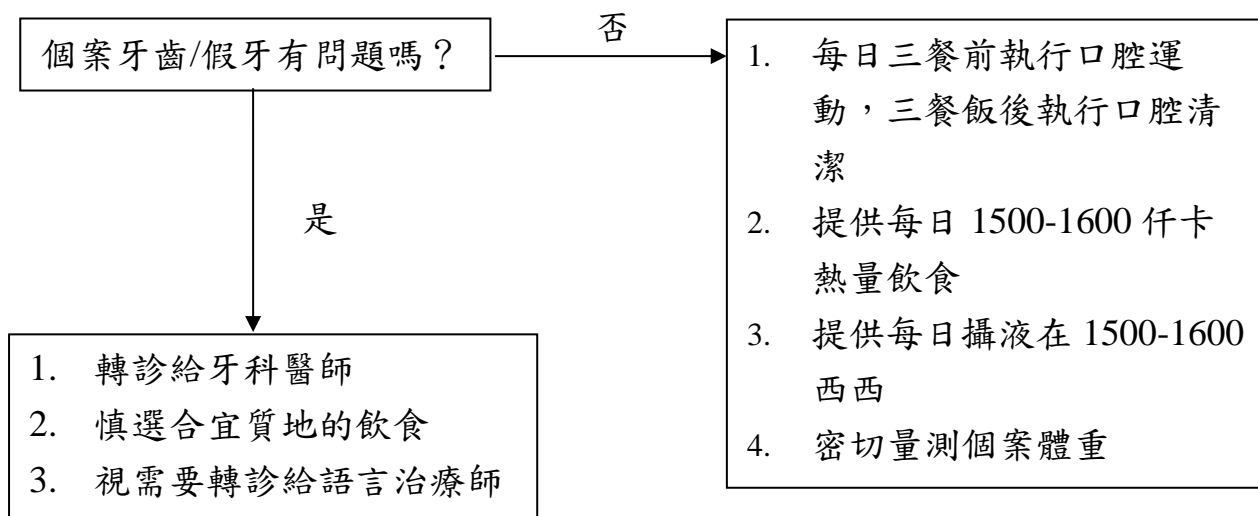 個案牙齒/假牙有問題嗎？
否
1. 每日三餐前執行口腔運
動，三餐飯後執行口腔清
潔
2. 提供每日 1500-1600 仟卡
熱量飲食
3. 提供每日攝液在 1500-1600
西西
4. 密切量測個案體重
是
1. 轉診給牙科醫師
2. 慎選合宜質地的飲食
3. 視需要轉診給語言治療師